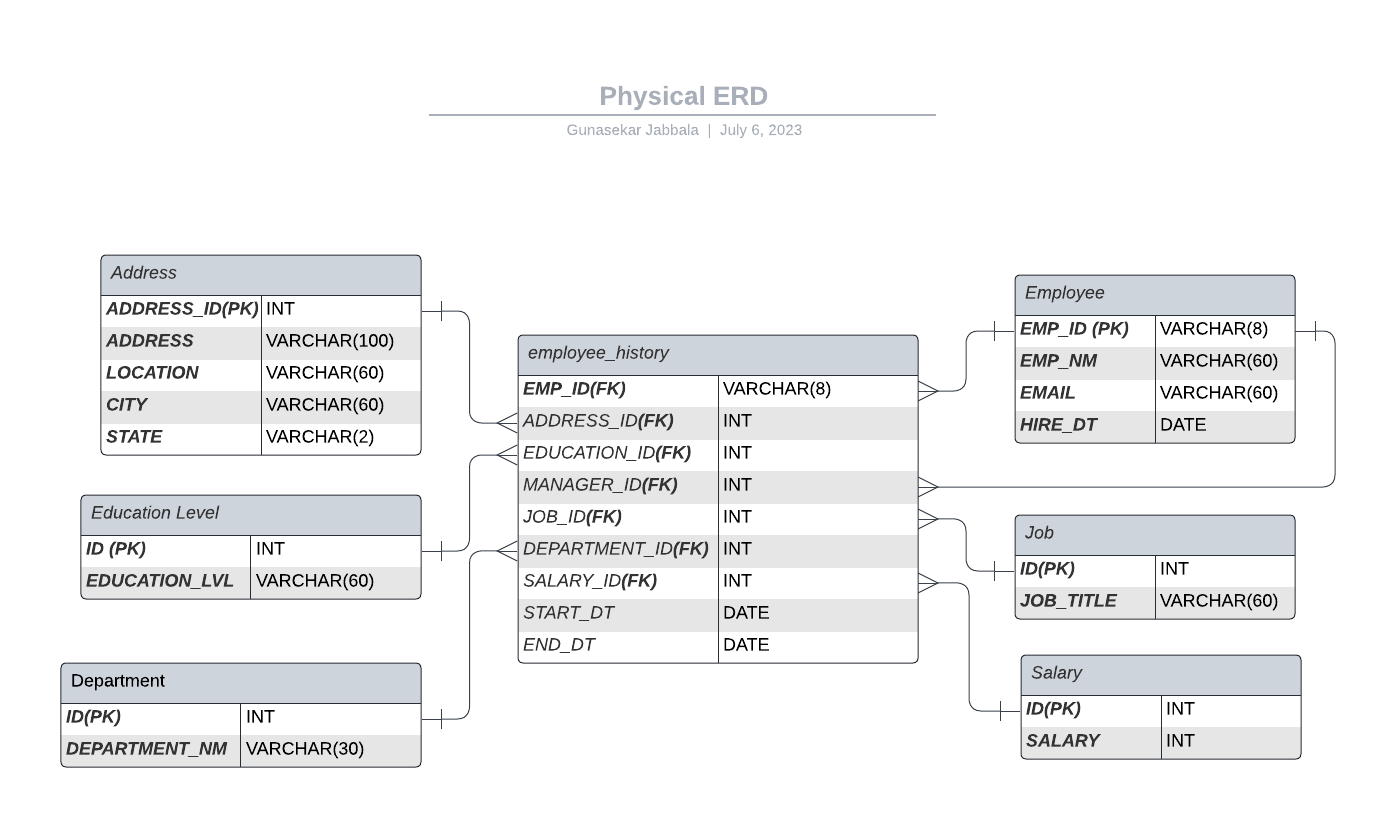 Physical ERD
Gunasekar Jabbala | July 6, 2023
Address
ADDRESS_ID(PK) INT
ADDRESS VARCHAR(100)
LOCATION VARCHAR(60)
CITY VARCHAR(60)
STATE VARCHAR(2)
Education Level
ID (PK) INT
EDUCATION_LVL VARCHAR(60)
Department
ID(PK) INT
DEPARTMENT_NM VARCHAR(30)
employee_history
EMP_ID(FK) VARCHAR(8)
ADDRESS_ID(FK) INT
EDUCATION_ID(FK) INT
MANAGER_ID(FK) INT
JOB_ID(FK) INT
DEPARTMENT_ID(FK) INT
SALARY_ID(FK) INT
START_DT DATE
END_DT DATE
Employee
EMP_ID (PK) VARCHAR(8)
EMP_NM VARCHAR(60)
EMAIL VARCHAR(60)
HIRE_DT DATE
Job
ID(PK) INT
JOB_TITLE VARCHAR(60)
Salary
ID(PK) INT
SALARY INT